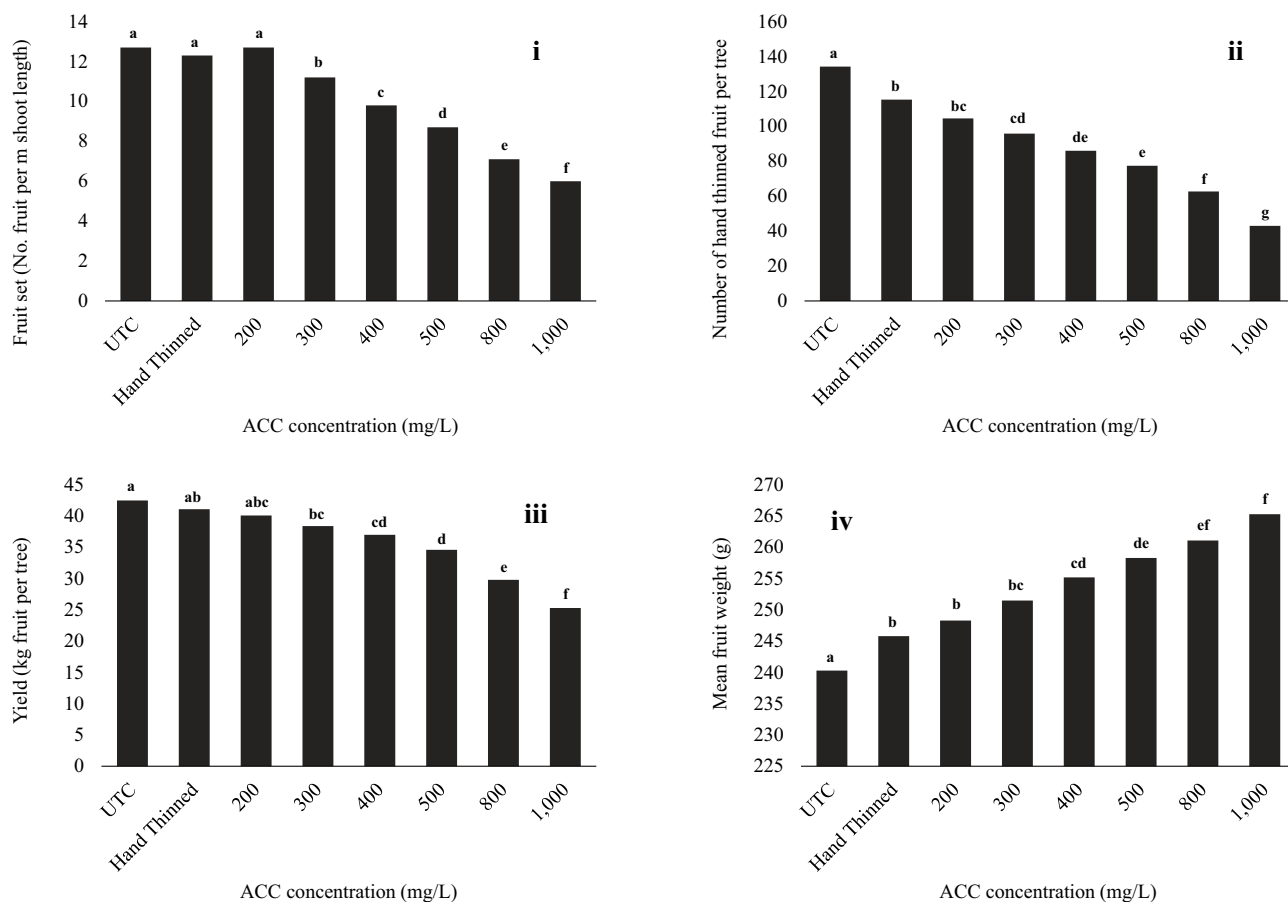 Fruit set (No. fruit per m shoot length)
14
12
10
8
6
4
2
0
a
a
a
b
c
d
e
f
i
UTC
Hand Thinned
200
300
400
500
800
1,000
ACC concentration (mg/L)
Number of hand thinned fruit per tree
160
140
120
100
80
60
40
20
0
a
b
bc
cd
de
e
f
g
ii
UTC
Hand Thinned
200
300
400
500
800
1,000
ACC concentration (mg/L)
Yield (kg fruit per tree)
45
40
35
30
25
20
15
10
5
0
a
ab
abc
bc
cd
d
e
f
iii
UTC
Hand Thinned
200
300
400
500
800
1,000
ACC concentration (mg/L)
Mean fruit weight (g)
270
265
260
255
250
245
240
235
230
225
iv
a
b
b
bc
cd
de
ef
f
UTC
Hand Thinned
200
300
400
500
800
1,000
ACC concentration (mg/L)